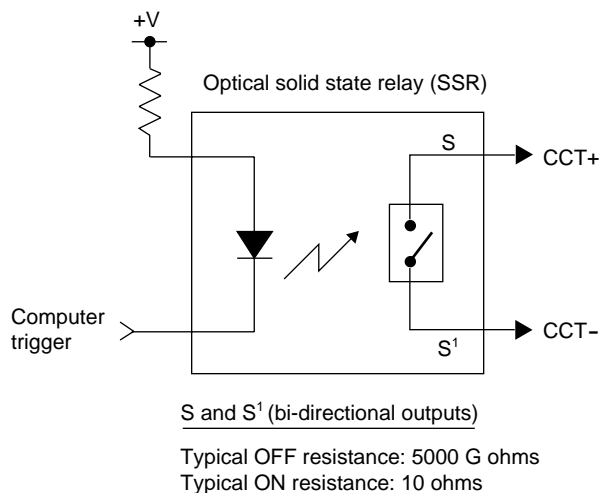 +V
Optical solid state relay (SSR)
S
CCT+
Computer
trigger
CCT-
S¹
S and S¹ (bi-directional outputs)
Typical OFF resistance: 5000 G ohms
Typical ON resistance: 10 ohms